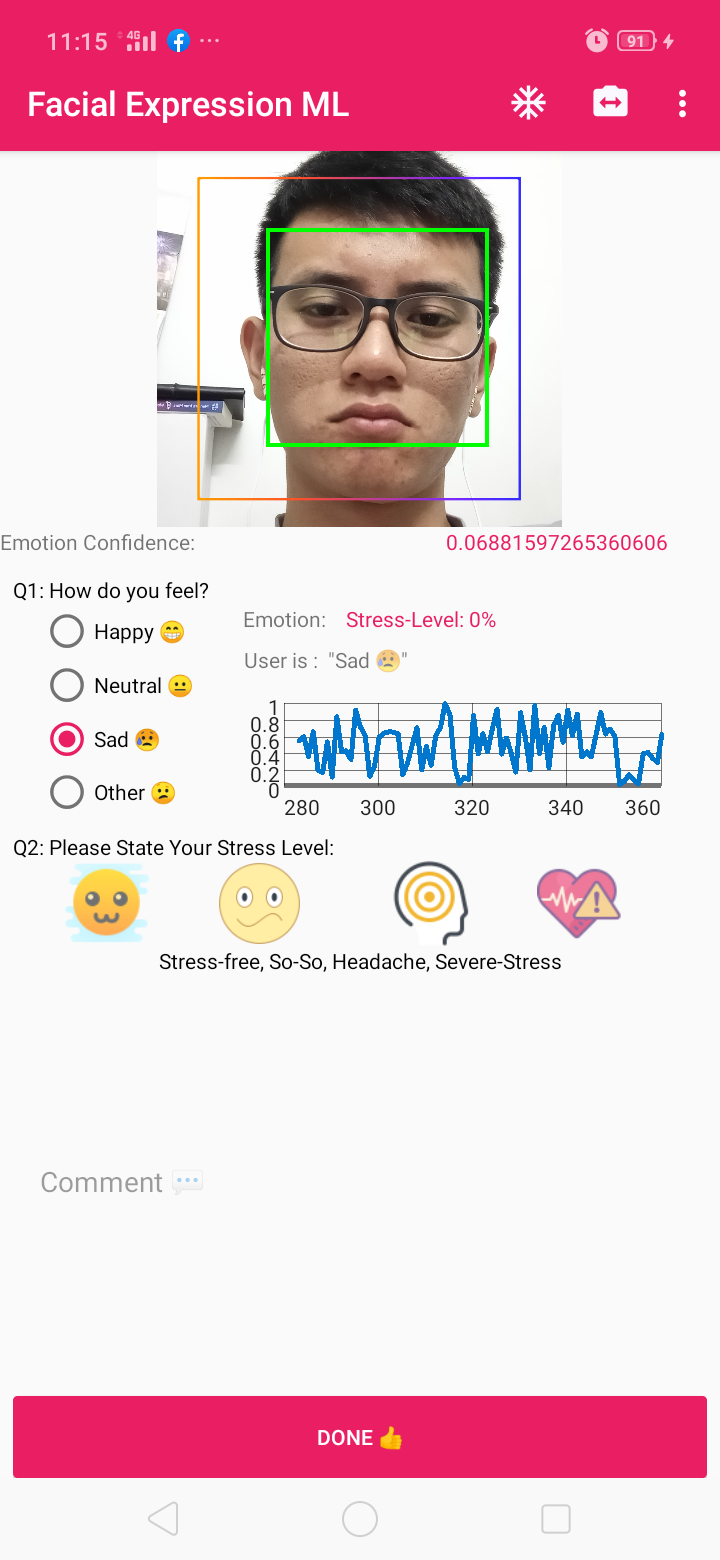 11:15 4G 91
Facial Expression ML
Emotion Confidence: 0.06881597265360606
Q1: How do you feel?
Happy 😁
Neutral 😐
Sad 😥
Other 😕
Emotion: Stress-Level: 0%
User is : "Sad 😥"
1
0.8
0.6
0.4
0.2
0
280 300 320 340 360
Q2: Please State Your Stress Level:
Stress-free, So-So, Headache, Severe-Stress
Comment 💬
DONE 👍